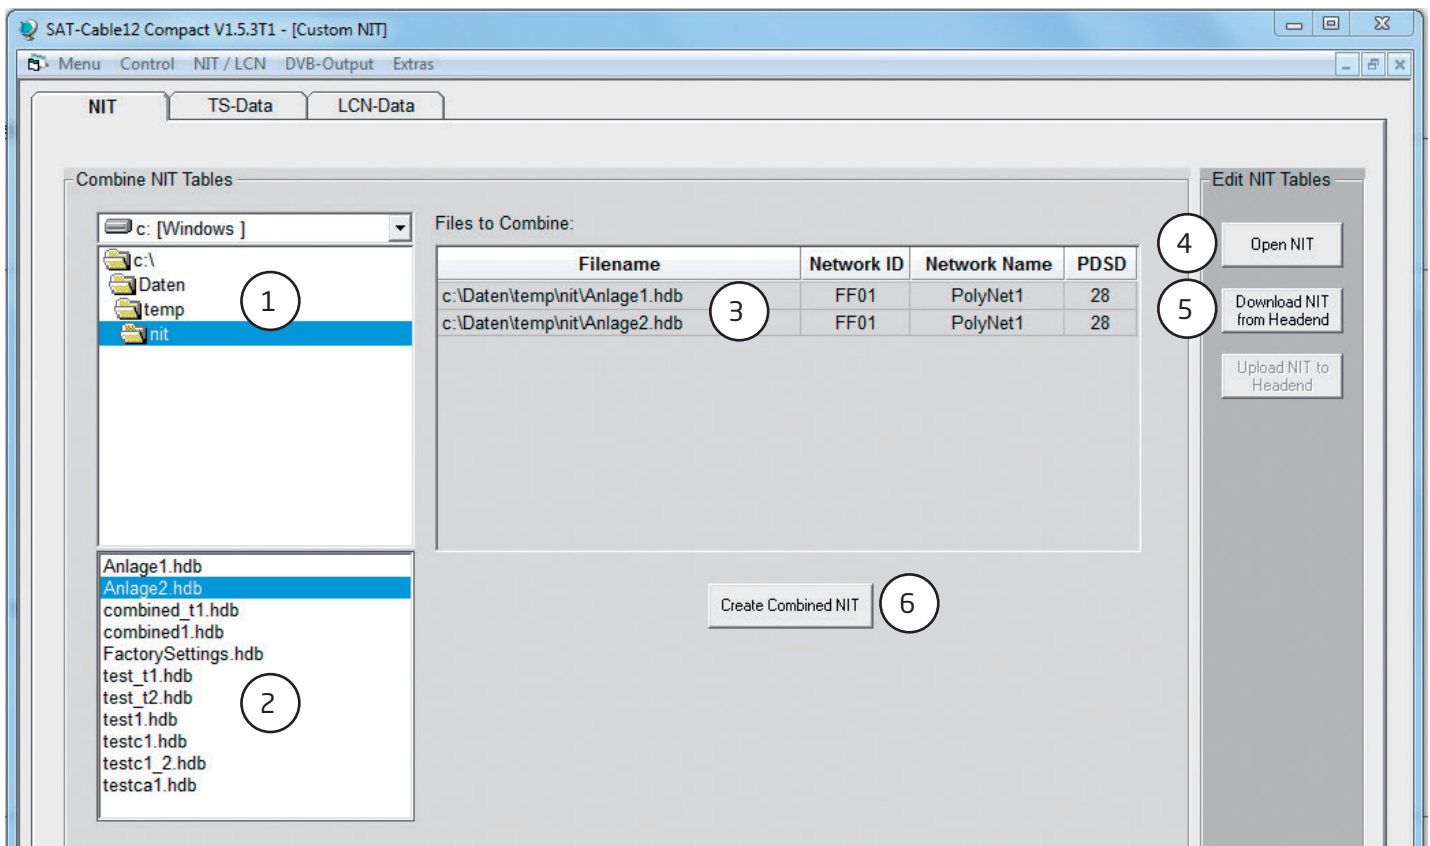 SAT-Cable12 Compact V1.5.3T1 - [Custom NIT]
Menu Control NIT / LCN DVB-Output Extras
NIT TS-Data LCN-Data
Combine NIT Tables
c: [Windows ]
c:\
Daten
temp
nit
1
Anlage1.hdb
Anlage2.hdb
combined_t1.hdb
combined1.hdb
FactorySettings.hdb
test_t1.hdb
test_t2.hdb
test1.hdb
testc1.hdb
testc1_2.hdb
testca1.hdb
2
Files to Combine:
Filename Network ID Network Name PDSD
c:\Daten\temp\nit\Anlage1.hdb FF01 PolyNet1 28
c:\Daten\temp\nit\Anlage2.hdb FF01 PolyNet1 28
3
Create Combined NIT
6
Edit NIT Tables
4
Open NIT
5
Download NIT
from Headend
Upload NIT to
Headend